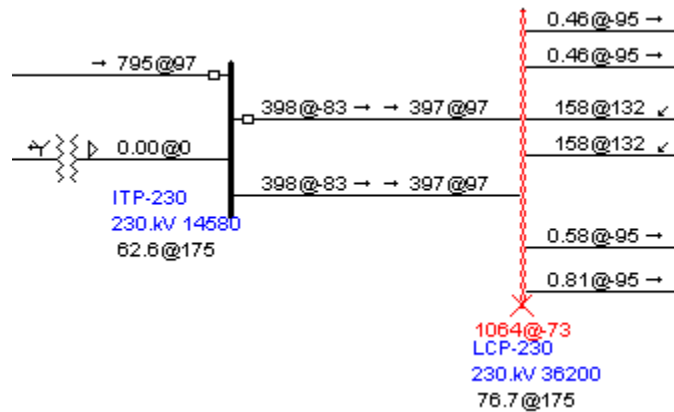 0.46@-95 →
→ 795@97
0.46@-95 →
398@-83 → → 397@97
158@132 ↙
0.00@0
158@132 ↙
398@-83 → → 397@97
ITP-230
230.kV 14580
62.6@175
0.58@-95 →
0.81@-95 →
1064@-73
LCP-230
230.kV 36200
76.7@175